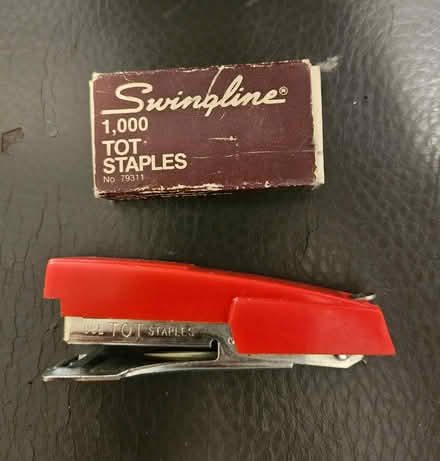 Swingline®
1,000
TOT
STAPLES
No 79311
USE TOT STAPLES